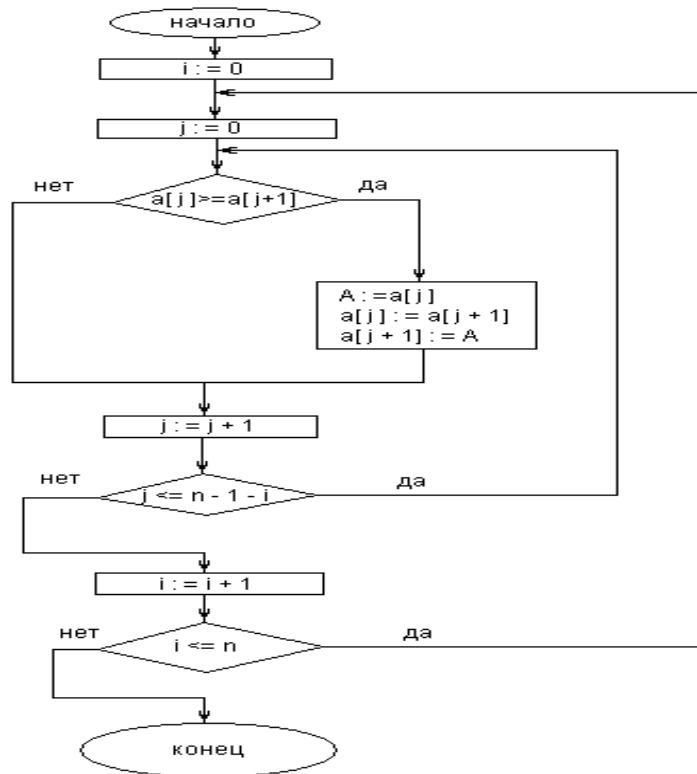 начало
i : = 0
j : = 0
нет
да
a[ j ]>=a[ j+1]
A : =a[ j ]
a[ j ] : = a[ j + 1]
a[ j + 1] : = A
j : = j + 1
нет
да
j <= n - 1 - i
i : = i + 1
нет
да
i <= n
конец